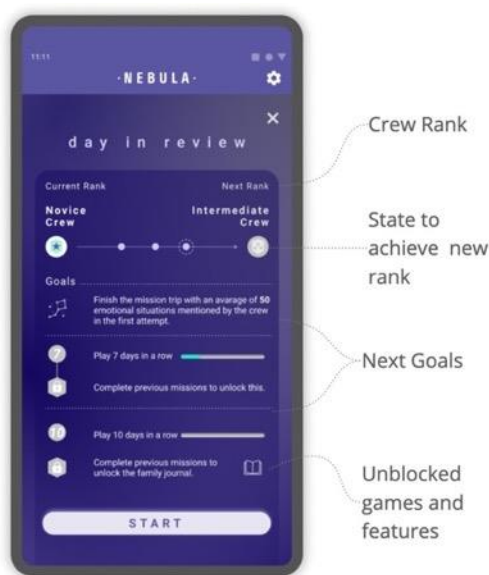 11:11
·NEBULA·
day in review
Current Rank
Next Rank
Novice
Crew
Intermediate
Crew
Goals
Finish the mission trip with an avarage of 50
emotional situations mentioned by the crew
in the first attempt.
7
Play 7 days in a row
Complete previous missions to unlock this.
10
Play 10 days in a row
Complete previous missions to
unlock the family journal.
START
Crew Rank
State to
achieve new
rank
Next Goals
Unblocked
games and
features